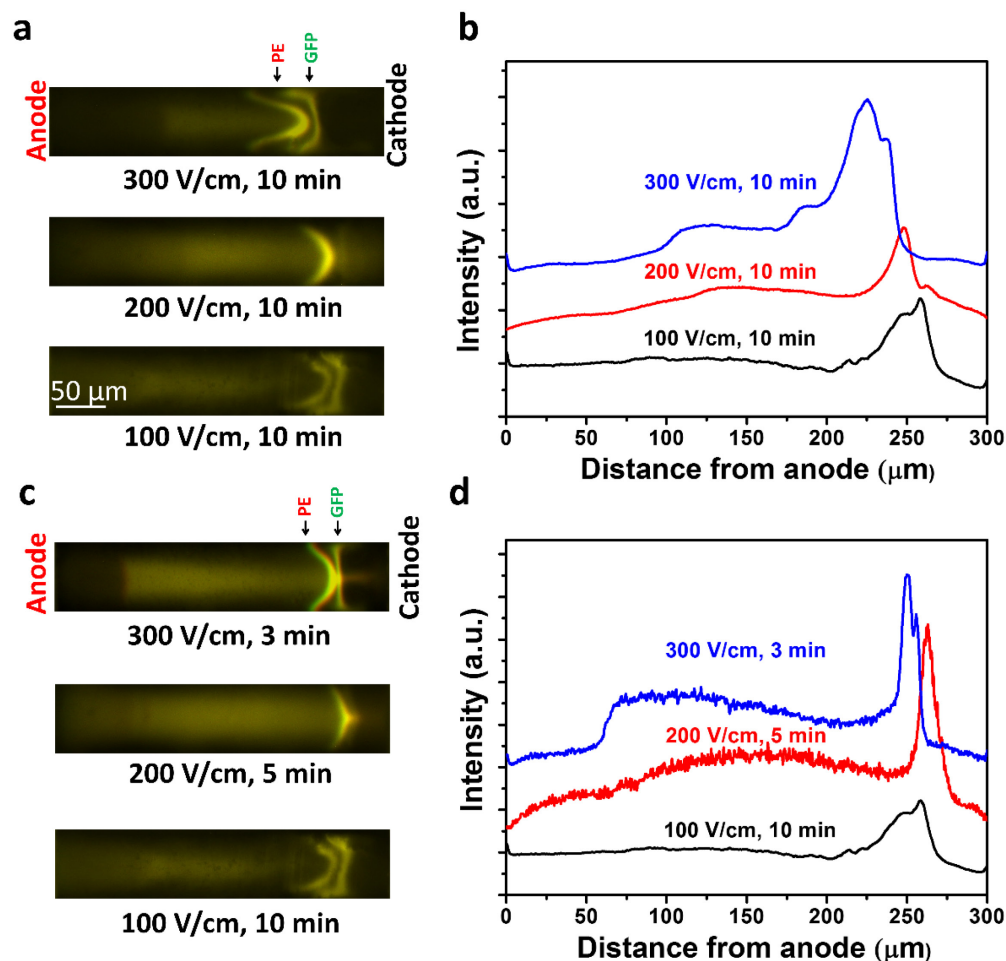 a
PE
GFP
Anode
Cathode
300 V/cm, 10 min
200 V/cm, 10 min
50 µm
100 V/cm, 10 min
b
Intensity (a.u.)
300 V/cm, 10 min
200 V/cm, 10 min
100 V/cm, 10 min
0 50 100 150 200 250 300
Distance from anode (μm)
c
PE
GFP
Anode
Cathode
300 V/cm, 3 min
200 V/cm, 5 min
100 V/cm, 10 min
d
Intensity (a.u.)
300 V/cm, 3 min
200 V/cm, 5 min
100 V/cm, 10 min
0 50 100 150 200 250 300
Distance from anode (μm)